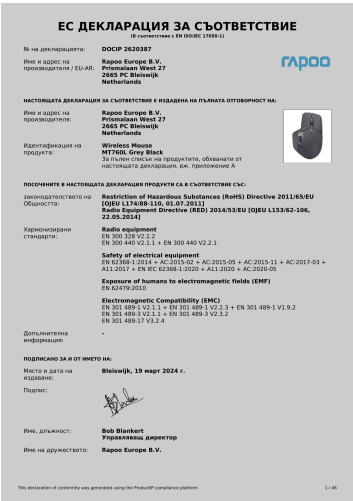 ЕС ДЕКЛАРАЦИЯ ЗА СЪОТВЕТСТВИЕ
(В съответствие с EN ISO/IEC 17050-1)
№ на декларацията: DOCIP 2620387
Име и адрес на Rapoo Europe B.V.
производителя / EU-AR: Prismalaan West 27
2665 PC Bleiswijk
Netherlands
rapoo
НАСТОЯЩАТА ДЕКЛАРАЦИЯ ЗА СЪОТВЕТСТВИЕ Е ИЗДАДЕНА НА ПЪЛНАТА ОТГОВОРНОСТ НА:
Име и адрес на Rapoo Europe B.V.
производителя: Prismalaan West 27
2665 PC Bleiswijk
Netherlands
Идентификация на Wireless Mouse
продукта: MT760L Grey Black
За пълен списък на продуктите, обхванати от
настоящата декларация, вж. приложение A
ПОСОЧЕНИТЕ В НАСТОЯЩАТА ДЕКЛАРАЦИЯ ПРОДУКТИ СА В СЪОТВЕТСТВИЕ СЪС:
законодателството на Restriction of Hazardous Substances (RoHS) Directive 2011/65/EU
Общността: [OJEU L174/88-110, 01.07.2011]
Radio Equipment Directive (RED) 2014/53/EU [OJEU L153/62-106,
22.05.2014]
Хармонизирани Radio equipment
стандарти: EN 300 328 V2.2.2
EN 300 440 V2.1.1 + EN 300 440 V2.2.1
Safety of electrical equipment
EN 62368-1:2014 + AC:2015-02 + AC:2015-05 + AC:2015-11 + AC:2017-03 +
A11:2017 + EN IEC 62368-1:2020 + A11:2020 + AC:2020-05
Exposure of humans to electromagnetic fields (EMF)
EN 62479:2010
Electromagnetic Compatibility (EMC)
EN 301 489-1 V2.1.1 + EN 301 489-1 V2.2.3 + EN 301 489-1 V1.9.2
EN 301 489-3 V2.1.1 + EN 301 489-3 V2.3.2
EN 301 489-17 V3.2.4
Допълнителна -
информация:
ПОДПИСАНО ЗА И ОТ ИМЕТО НА:
Място и дата на Bleiswijk, 19 март 2024 г.
издаване:
Подпис:
Име, длъжност: Bob Blankert
Управляващ директор
Име на дружеството: Rapoo Europe B.V.
This declaration of conformity was generated using the ProductIP compliance platform 1 / 46